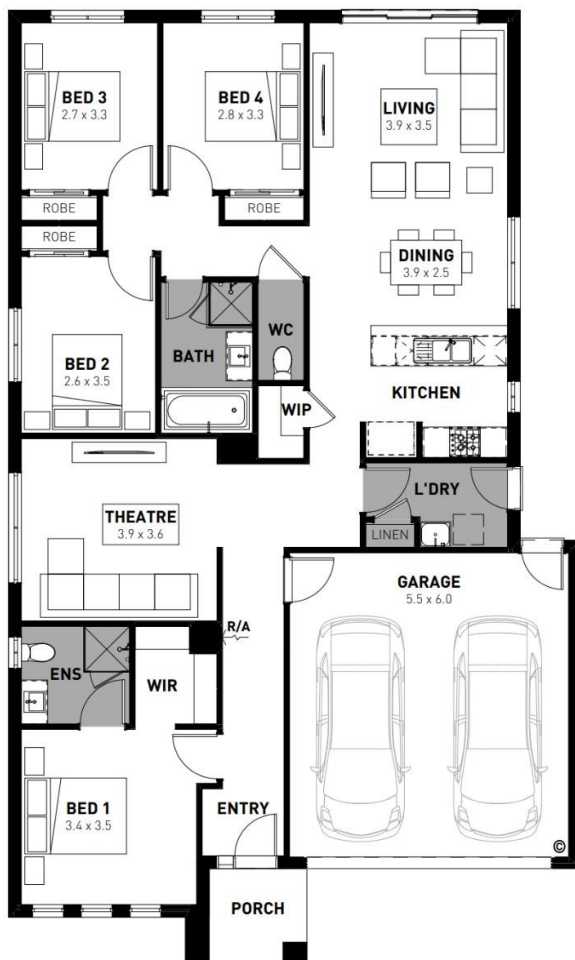 BED 3
2.7 x 3.3
BED 4
2.8 x 3.3
LIVING
3.9 x 3.5
ROBE
ROBE
ROBE
DINING
3.9 x 2.5
BED 2
2.6 x 3.5
BATH
WC
WIP
KITCHEN
L'DRY
LINEN
THEATRE
3.9 x 3.6
GARAGE
5.5 x 6.0
R/A
ENS
WIR
BED 1
3.4 x 3.5
ENTRY
PORCH
©